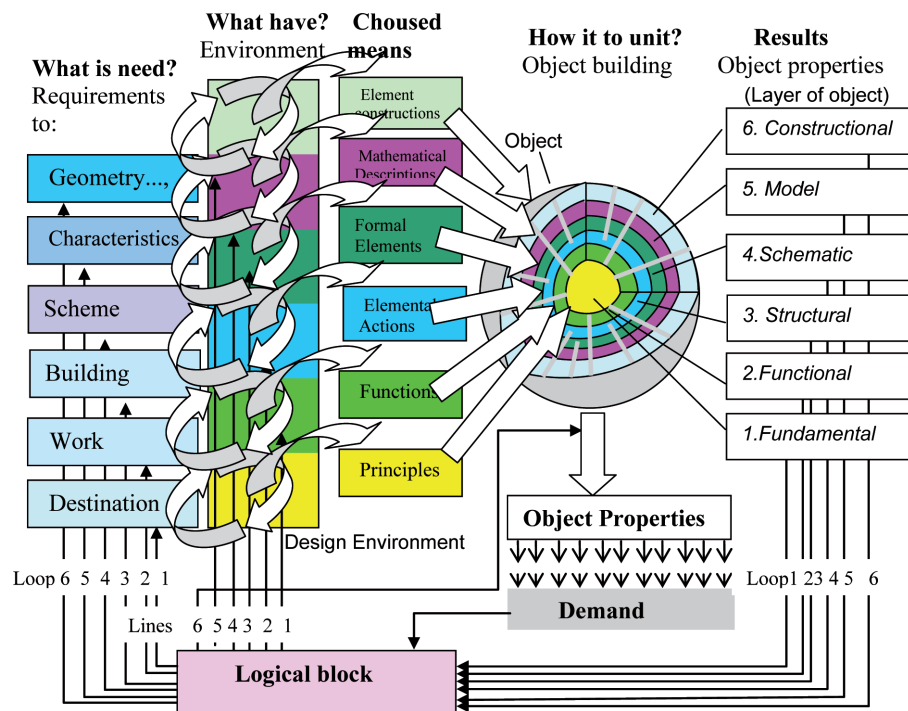 What is need?
Requirements
to:
Geometry...,
Characteristics
Scheme
Building
Work
Destination
What have?
Environment
Choused
means
Element
constructions
Mathematical
Descriptions
Formal
Elements
Elemental
Actions
Functions
Principles
Design Environment
How it to unit?
Object building
Object
Results
Object properties
(Layer of object)
6. Constructional
5. Model
4.Schematic
3. Structural
2.Functional
1.Fundamental
Object Properties
Demand
Loop 6 5 4 3 2 1
Lines 6 5 4 3 2 1
Loop1 2 3 4 5 6
Logical block